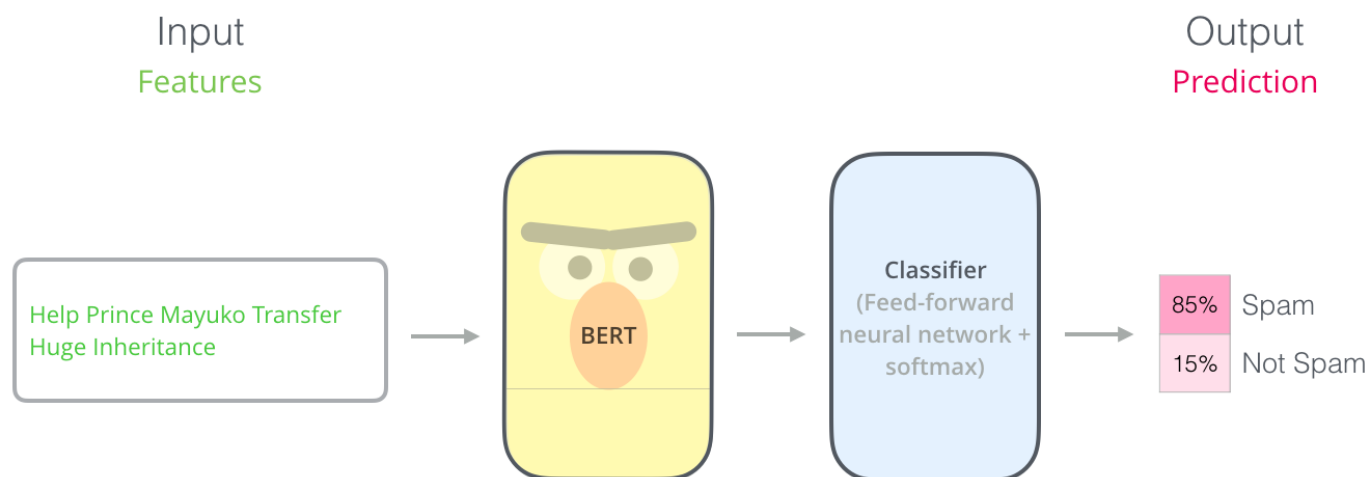 Input
Features
Output
Prediction
Help Prince Mayuko Transfer
Huge Inheritance
BERT
Classifier
(Feed-forward
neural network +
softmax)
85% Spam
15% Not Spam